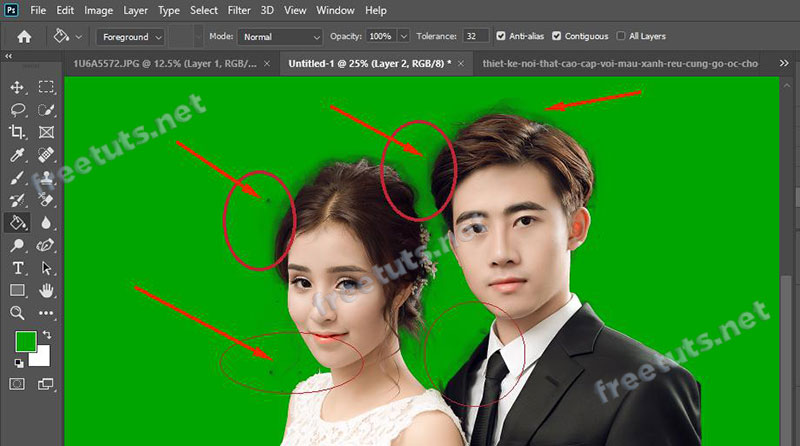 Ps File Edit Image Layer Type Select Filter 3D View Window Help
Foreground Mode: Normal Opacity: 100% Tolerance: 32 Anti-alias Contiguous All Layers
1U6A5572.JPG @ 12.5% (Layer 1, RGB/... × Untitled-1 @ 25% (Layer 2, RGB/8) * × thiet-ke-noi-that-cao-cap-voi-mau-xanh-reu-cung-go-oc-cho
freetuts.net
freetuts.net
freetuts.net
freetuts.net
T